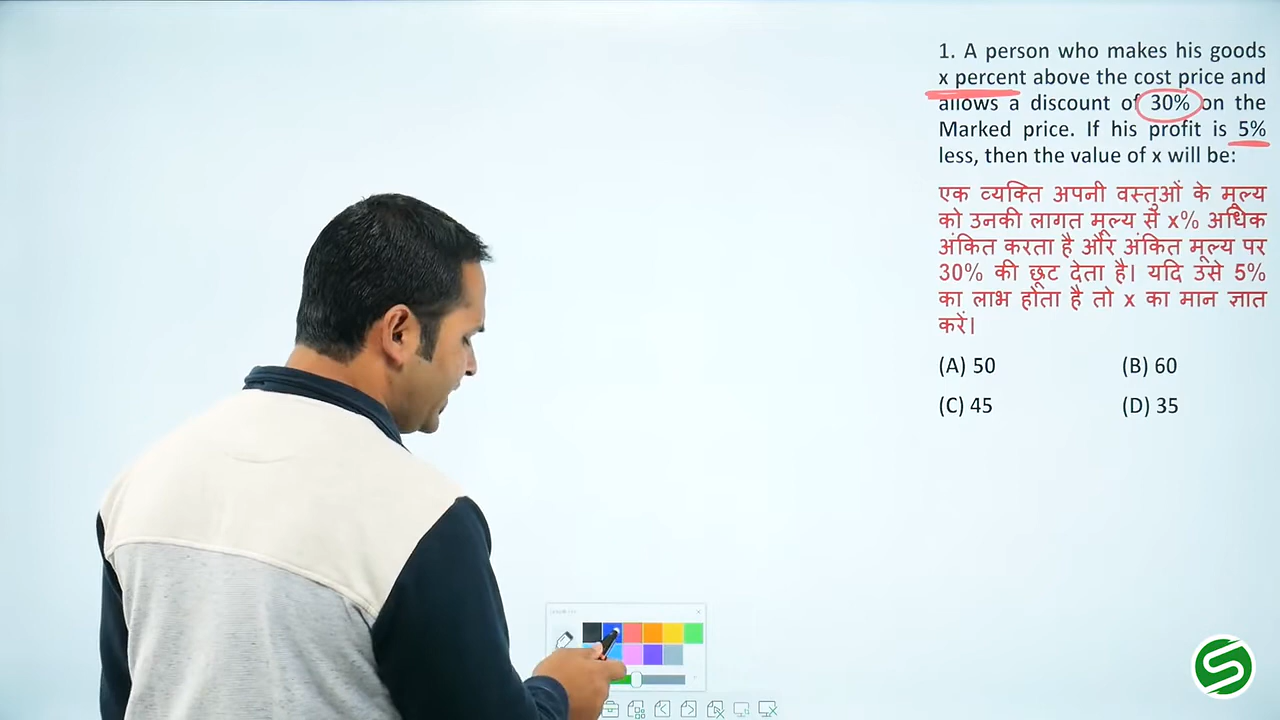 1. A person who makes his goods
x percent above the cost price and
allows a discount of 30% on the
Marked price. If his profit is 5%
less, then the value of x will be:
एक व्यक्ति अपनी वस्तुओं के मूल्य
को उनकी लागत मूल्य से x% अधिक
अंकित करता है और अंकित मूल्य पर
30% की छूट देता है। यदि उसे 5%
का लाभ होता है तो x का मान ज्ञात
करें।
(A) 50
(B) 60
(C) 45
(D) 35